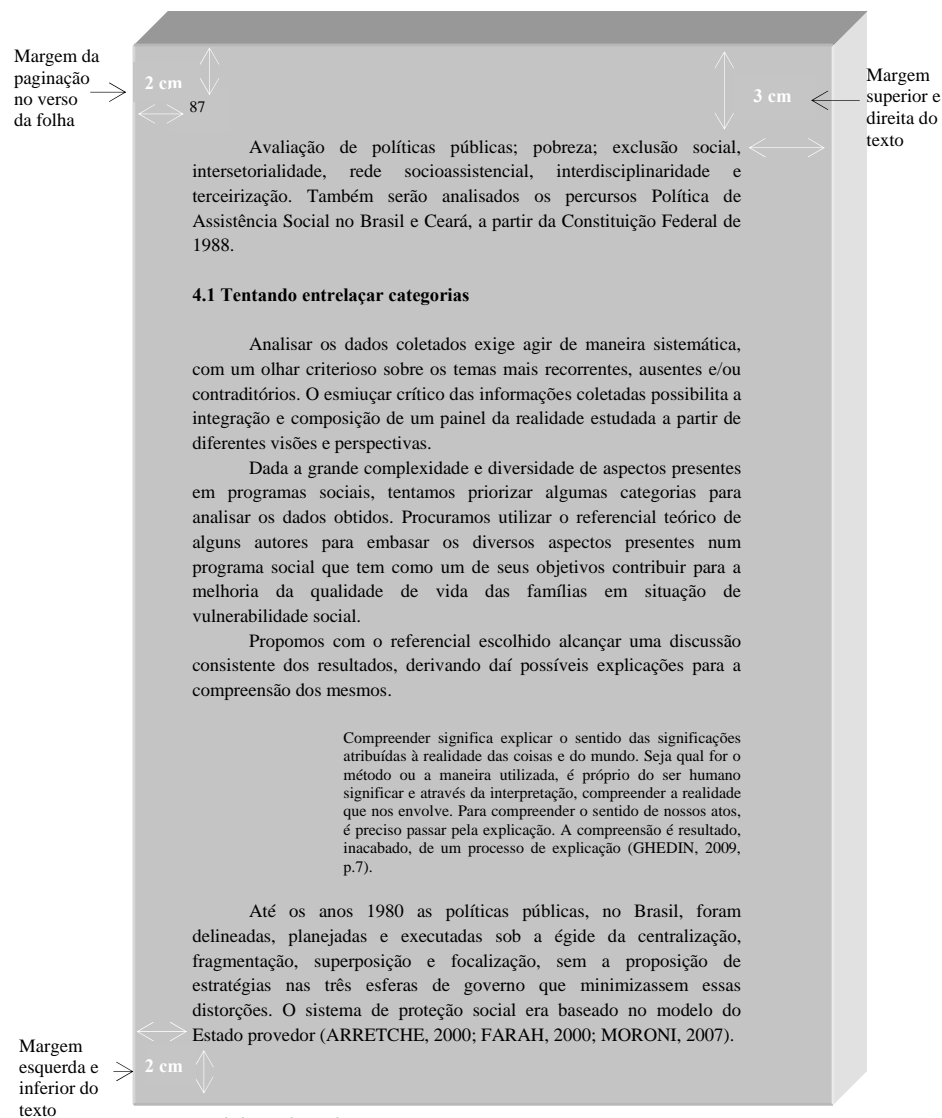 Margem da
paginação
no verso
da folha
2 cm
87
3 cm
Margem
superior e
direita do
texto
Avaliação de políticas públicas; pobreza; exclusão social,
intersetorialidade, rede socioassistencial, interdisciplinaridade e
terceirização. Também serão analisados os percursos Política de
Assistência Social no Brasil e Ceará, a partir da Constituição Federal de
1988.
4.1 Tentando entrelaçar categorias
Analisar os dados coletados exige agir de maneira sistemática,
com um olhar criterioso sobre os temas mais recorrentes, ausentes e/ou
contraditórios. O esmiuçar crítico das informações coletadas possibilita a
integração e composição de um painel da realidade estudada a partir de
diferentes visões e perspectivas.
Dada a grande complexidade e diversidade de aspectos presentes
em programas sociais, tentamos priorizar algumas categorias para
analisar os dados obtidos. Procuramos utilizar o referencial teórico de
alguns autores para embasar os diversos aspectos presentes num
programa social que tem como um de seus objetivos contribuir para a
melhoria da qualidade de vida das famílias em situação de
vulnerabilidade social.
Propomos com o referencial escolhido alcançar uma discussão
consistente dos resultados, derivando daí possíveis explicações para a
compreensão dos mesmos.
Compreender significa explicar o sentido das significações
atribuídas à realidade das coisas e do mundo. Seja qual for o
método ou a maneira utilizada, é próprio do ser humano
significar e através da interpretação, compreender a realidade
que nos envolve. Para compreender o sentido de nossos atos,
é preciso passar pela explicação. A compreensão é resultado,
inacabado, de um processo de explicação (GHEDIN, 2009,
p.7).
Até os anos 1980 as políticas públicas, no Brasil, foram
delineadas, planejadas e executadas sob a égide da centralização,
fragmentação, superposição e focalização, sem a proposição de
estratégias nas três esferas de governo que minimizassem essas
distorções. O sistema de proteção social era baseado no modelo do
Estado provedor (ARRETCHE, 2000; FARAH, 2000; MORONI, 2007).
Margem
esquerda e
inferior do
texto
2 cm